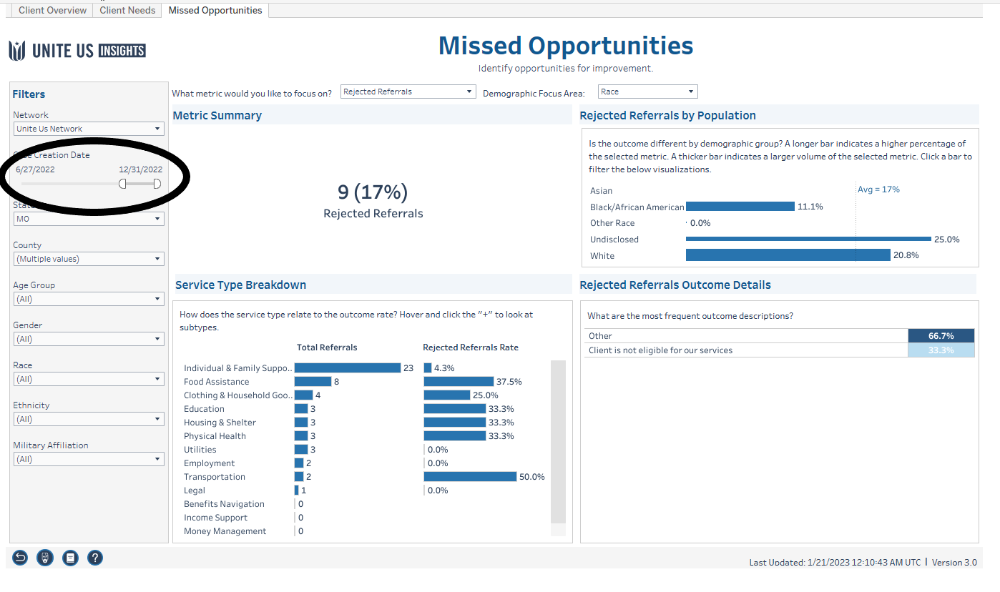 Client Overview
Client Needs
Missed Opportunities
UNITE US INSIGHTS
Missed Opportunities
Identify opportunities for improvement.
Filters
Network
Unite Us Network
Creation Date
6/27/2022 12/31/2022
State
MO
County
(Multiple values)
Age Group
(All)
Gender
(All)
Race
(All)
Ethnicity
(All)
Military Affiliation
(All)
What metric would you like to focus on? Rejected Referrals Demographic Focus Area: Race
Metric Summary
9 (17%)
Rejected Referrals
Rejected Referrals by Population
Is the outcome different by demographic group? A longer bar indicates a higher percentage of
the selected metric. A thicker bar indicates a larger volume of the selected metric. Click a bar to
filter the below visualizations.
Avg = 17%
Asian
Black/African American 11.1%
Other Race 0.0%
Undisclosed 25.0%
White 20.8%
Service Type Breakdown
How does the service type relate to the outcome rate? Hover and click the "+" to look at
subtypes.
Total Referrals Rejected Referrals Rate
Individual & Family Suppo.. 23 4.3%
Food Assistance 8 37.5%
Clothing & Household Goo.. 4 25.0%
Education 3 33.3%
Housing & Shelter 3 33.3%
Physical Health 3 33.3%
Utilities 3 0.0%
Employment 2 0.0%
Transportation 2 50.0%
Legal 1 0.0%
Benefits Navigation 0
Income Support 0
Money Management 0
Rejected Referrals Outcome Details
What are the most frequent outcome descriptions?
Other 66.7%
Client is not eligible for our services 33.3%
?
Last Updated: 1/21/2023 12:10:43 AM UTC | Version 3.0